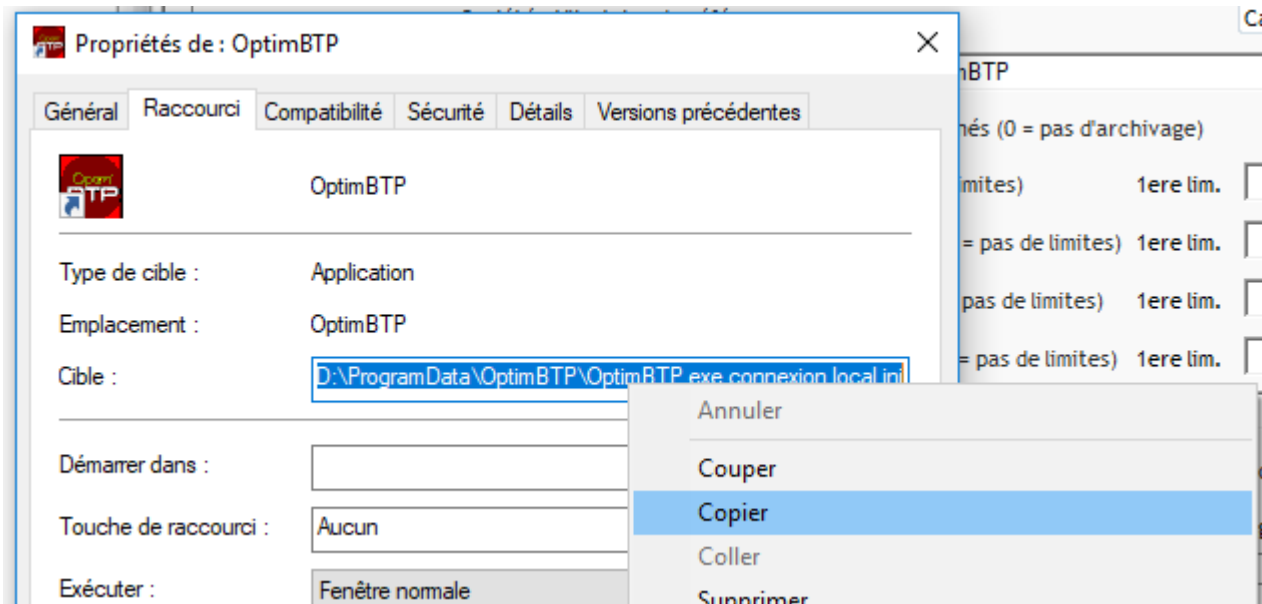 Propriétés de : OptimBTP
Général Raccourci Compatibilité Sécurité Détails Versions précédentes
BTP
OptimBTP
Type de cible : Application
Emplacement : OptimBTP
Cible : D:\ProgramData\OptimBTP\OptimBTP.exe connexion.local.ini
Démarrer dans :
Touche de raccourci : Aucun
Exécuter : Fenêtre normale
Annuler
Couper
Copier
Coller
Supprimer
BTP
(0 = pas d'archivage)
1ere lim.
= pas de limites) 1ere lim.
pas de limites) 1ere lim.
= pas de limites) 1ere lim.